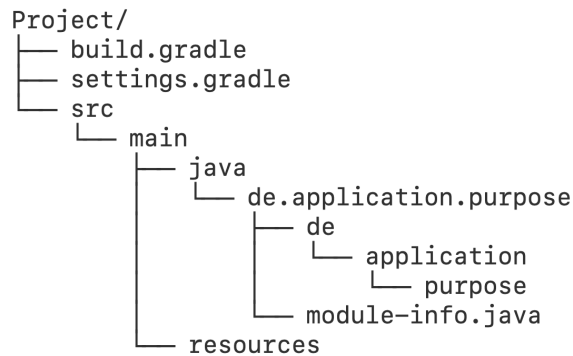 Project/
├── build.gradle
├── settings.gradle
└── src
    └── main
        ├── java
        │   └── de.application.purpose
        │       ├── de
        │       │   └── application
        │       │       └── purpose
        │       └── module-info.java
        └── resources